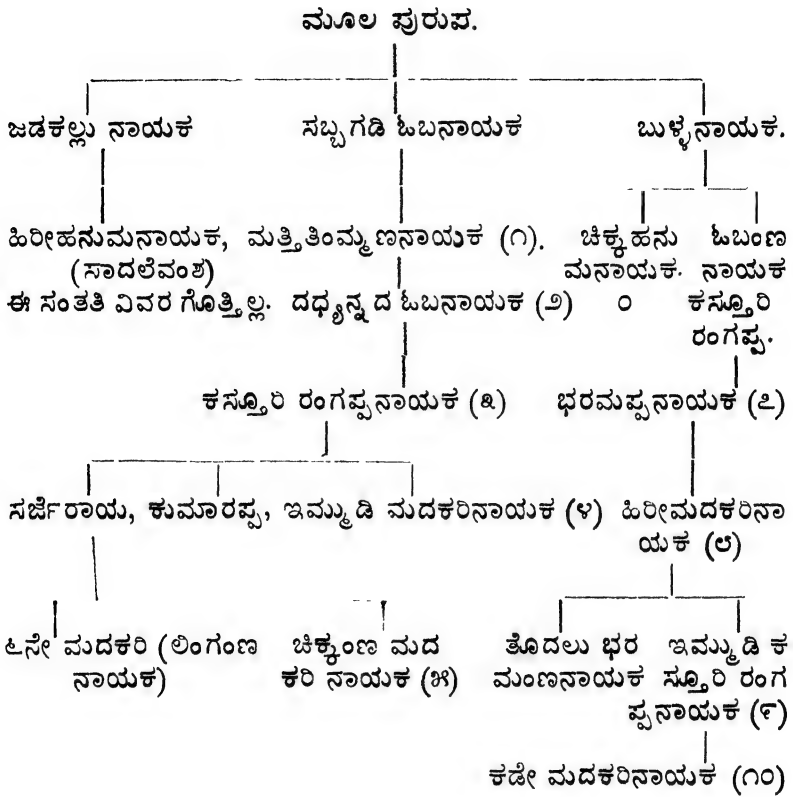 ಮೂಲ ಪುರುಷ.
ಜಡಕಲ್ಲು ನಾಯಕ ಸಬ್ಬಗಡಿ ಓಬನಾಯಕ ಬುಳ್ಳನಾಯಕ.
ಹಿರೀಹನುಮನಾಯಕ, ಮತ್ತಿತಿಂಮ್ಮಣನಾಯಕ (೧). ಚಿಕ್ಕಹನು ಓಬಂಣ
(ಸಾದಲೆವಂಶ) ಮನಾಯಕ. ನಾಯಕ
ಈ ಸಂತತಿ ವಿವರ ಗೊತ್ತಿಲ್ಲ. ದಧ್ಯನ್ನದ ಓಬನಾಯಕ (೨) ೦ ಕಸ್ತೂರಿ
ರಂಗಪ್ಪ.
ಕಸ್ತೂರಿ ರಂಗಪ್ಪನಾಯಕ (೩) ಭರಮಪ್ಪನಾಯಕ (೭)
ಸರ್ಜೆರಾಯ, ಕುಮಾರಪ್ಪ, ಇಮ್ಮುಡಿ ಮದಕರಿನಾಯಕ (೪) ಹಿರೀಮದಕರಿನಾ
ಯಕ (೮)
೬ನೇ ಮದಕರಿ (ಲಿಂಗಂಣ ಚಿಕ್ಕಂಣ ಮದ ತೊದಲು ಭರ ಇಮ್ಮುಡಿ ಕ
ನಾಯಕ) ಕರಿ ನಾಯಕ (೫) ಮಂಣನಾಯಕ ಸ್ತೂರಿ ರಂಗ
ಪ್ಪನಾಯಕ (೯)
ಕಡೇ ಮದಕರಿನಾಯಕ (೧೦)